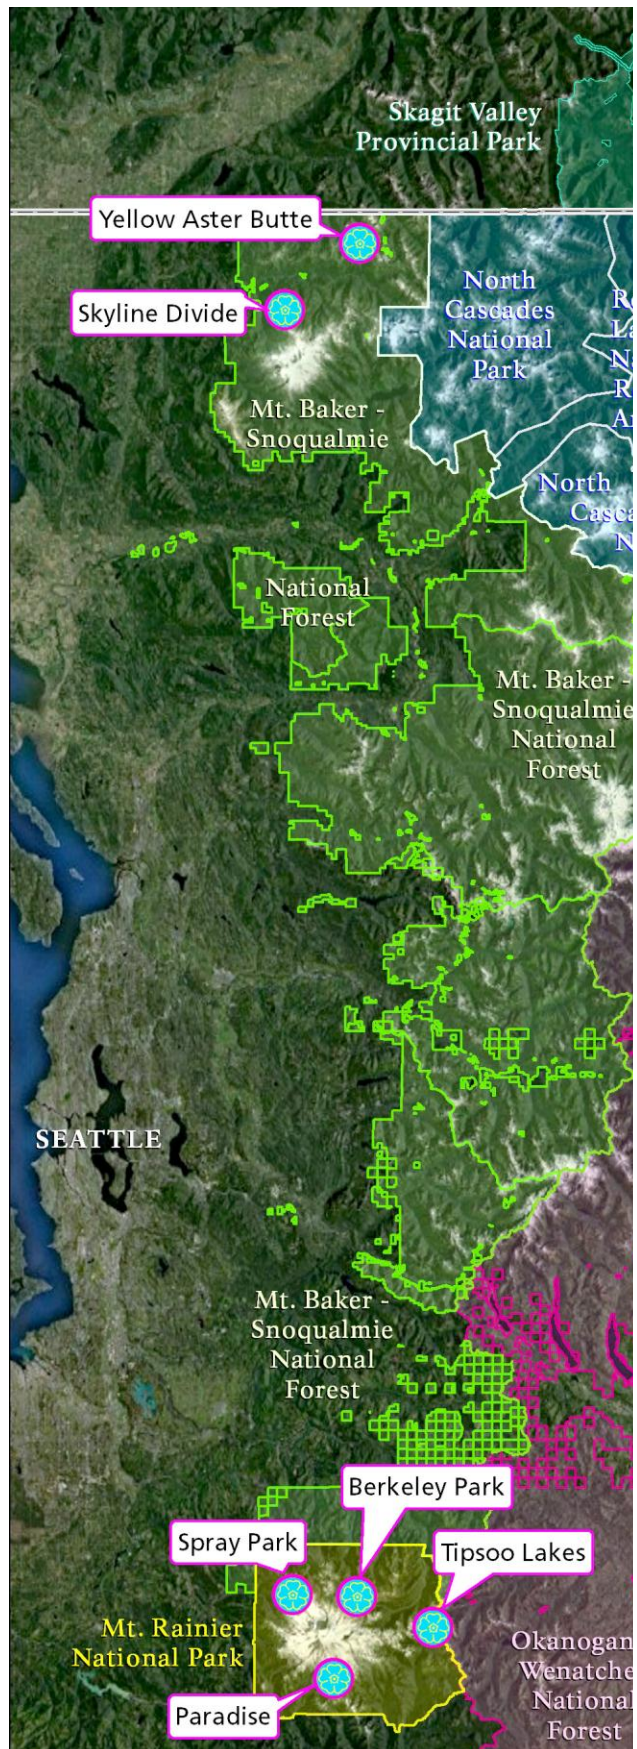 Skagit Valley
Provincial Park
Yellow Aster Butte
North
Cascades
National
Park
Skyline Divide
Mt. Baker -
Snoqualmie
North
National
Forest
Mt. Baker -
Snoqualmie
National
Forest
SEATTLE
Mt. Baker -
Snoqualmie
National
Forest
Berkeley Park
Spray Park
Tipsoo Lakes
Mt. Rainier
National Park
Okanogan
Wenatche
National
Forest
Paradise